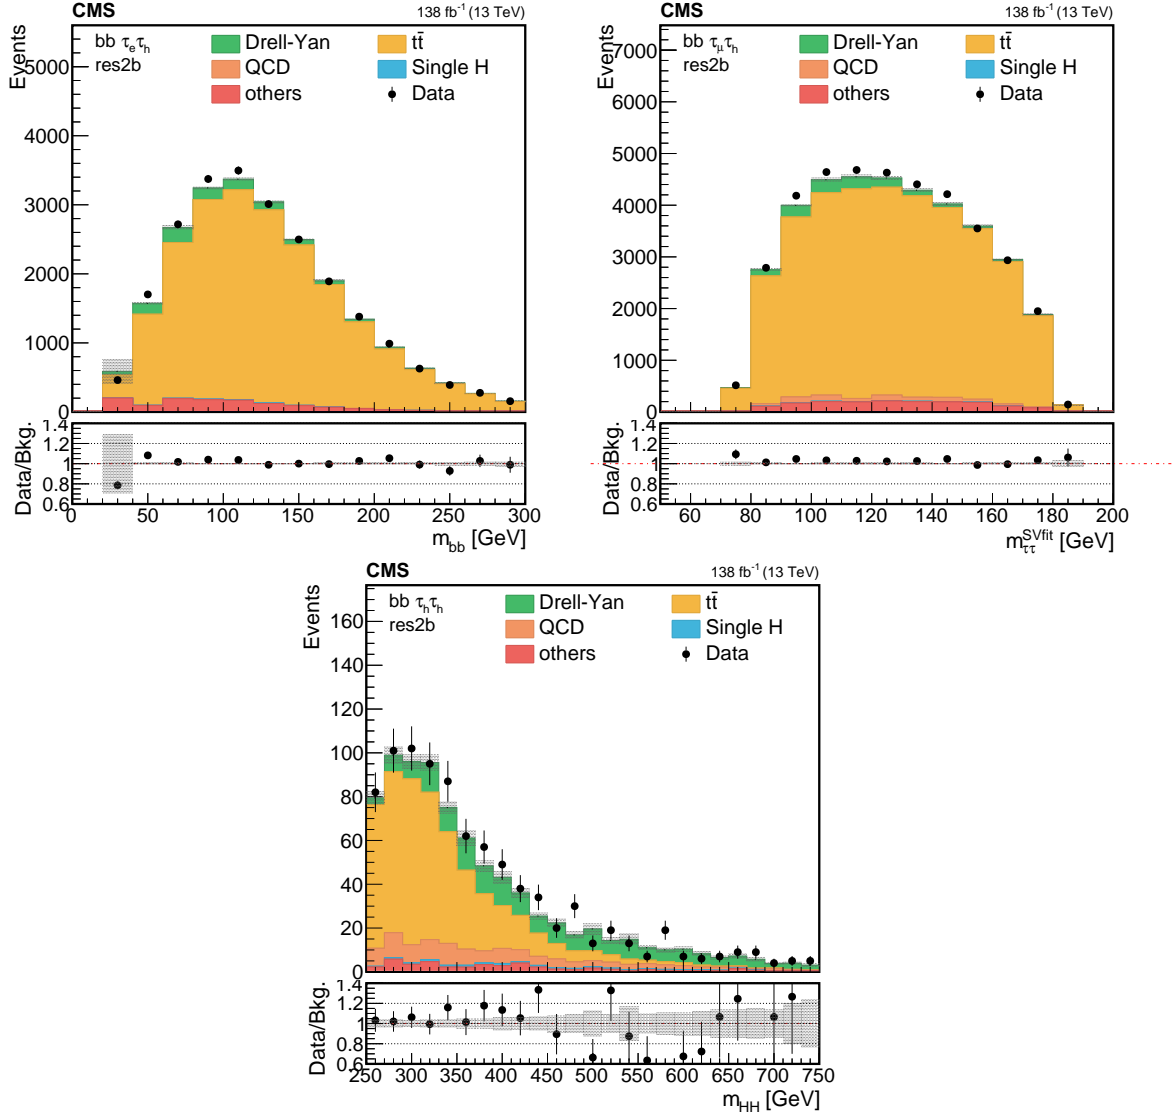 CMS 138 fb⁻¹ (13 TeV)
Events
bb τₑτₕ
res2b
Drell-Yan tt̄
QCD Single H
others Data
5000
4000
3000
2000
1000
0
Data/Bkg.
1.4
1.2
1
0.8
0.6
0 50 100 150 200 250 300
m_bb [GeV]
CMS 138 fb⁻¹ (13 TeV)
Events
bb τ_μτₕ
res2b
Drell-Yan tt̄
QCD Single H
others Data
7000
6000
5000
4000
3000
2000
1000
0
Data/Bkg.
1.4
1.2
1
0.8
0.6
60 80 100 120 140 160 180 200
m_ττ^SVfit [GeV]
CMS 138 fb⁻¹ (13 TeV)
Events
bb τₕτₕ
res2b
Drell-Yan tt̄
QCD Single H
others Data
160
140
120
100
80
60
40
20
0
Data/Bkg.
1.4
1.2
1
0.8
0.6
250 300 350 400 450 500 550 600 650 700 750
m_HH [GeV]